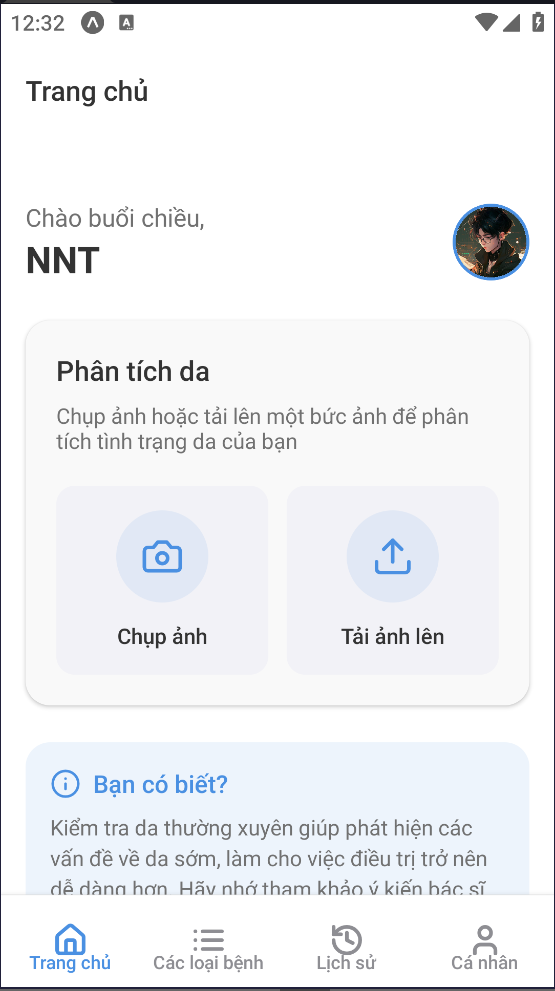 12:32
Trang chủ
Chào buổi chiều,
NNT
Phân tích da
Chụp ảnh hoặc tải lên một bức ảnh để phân
tích tình trạng da của bạn
Chụp ảnh
Tải ảnh lên
Bạn có biết?
Kiểm tra da thường xuyên giúp phát hiện các
vấn đề về da sớm, làm cho việc điều trị trở nên
dễ dàng hơn. Hãy nhớ tham khảo ý kiến bác sĩ
Trang chủ
Các loại bệnh
Lịch sử
Cá nhân